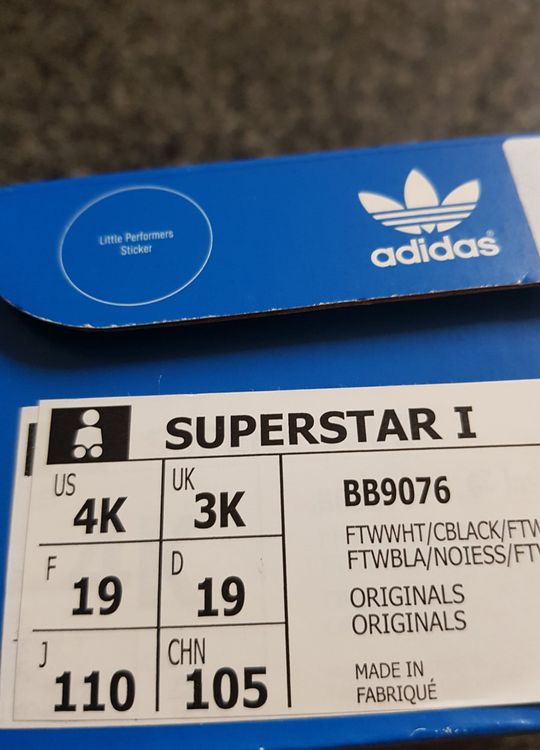 Little Performers
Sticker
adidas®
SUPERSTAR I
US
4K
UK
3K
F
19
D
19
J
110
CHN
105
BB9076
FTWWHT/CBLACK/FTW
FTWBLA/NOIESS/FTW
ORIGINALS
ORIGINALS
MADE IN
FABRIQUÉ